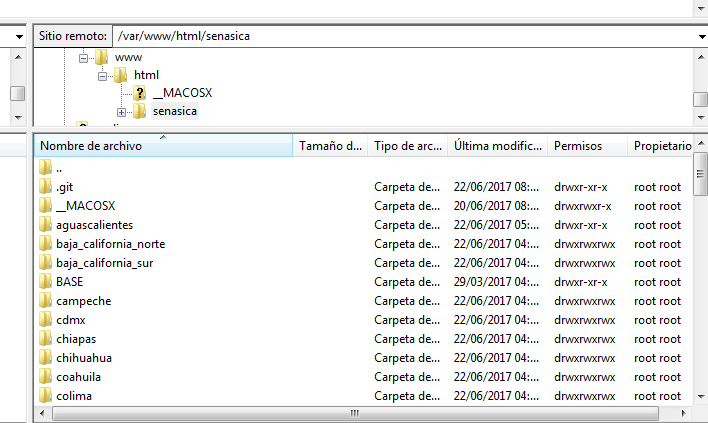 Sitio remoto: /var/www/html/senasica
www
html
__MACOSX
senasica
Nombre de archivo Tamaño d... Tipo de arc... Última modific... Permisos Propietario
..
.git Carpeta de... 22/06/2017 08:... drwxr-xr-x root root
__MACOSX Carpeta de... 20/06/2017 08:... drwxrwxr-x root root
aguascalientes Carpeta de... 22/06/2017 05:... drwxr-xr-x root root
baja_california_norte Carpeta de... 22/06/2017 04:... drwxrwxrwx root root
baja_california_sur Carpeta de... 22/06/2017 04:... drwxrwxrwx root root
BASE Carpeta de... 29/03/2017 04:... drwxr-xr-x root root
campeche Carpeta de... 22/06/2017 04:... drwxrwxrwx root root
cdmx Carpeta de... 22/06/2017 04:... drwxrwxrwx root root
chiapas Carpeta de... 22/06/2017 04:... drwxrwxrwx root root
chihuahua Carpeta de... 22/06/2017 04:... drwxrwxrwx root root
coahuila Carpeta de... 22/06/2017 04:... drwxrwxrwx root root
colima Carpeta de... 22/06/2017 04:... drwxrwxrwx root root